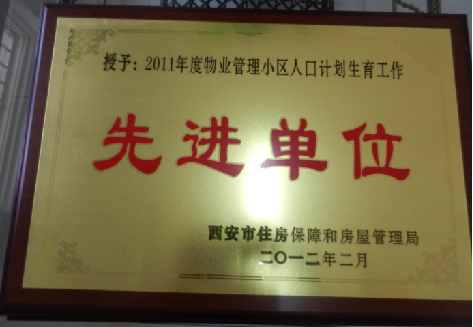 授予：2011年度物业管理小区人口计划生育工作
先进单位
西安市住房保障和房屋管理局
二〇一二年二月